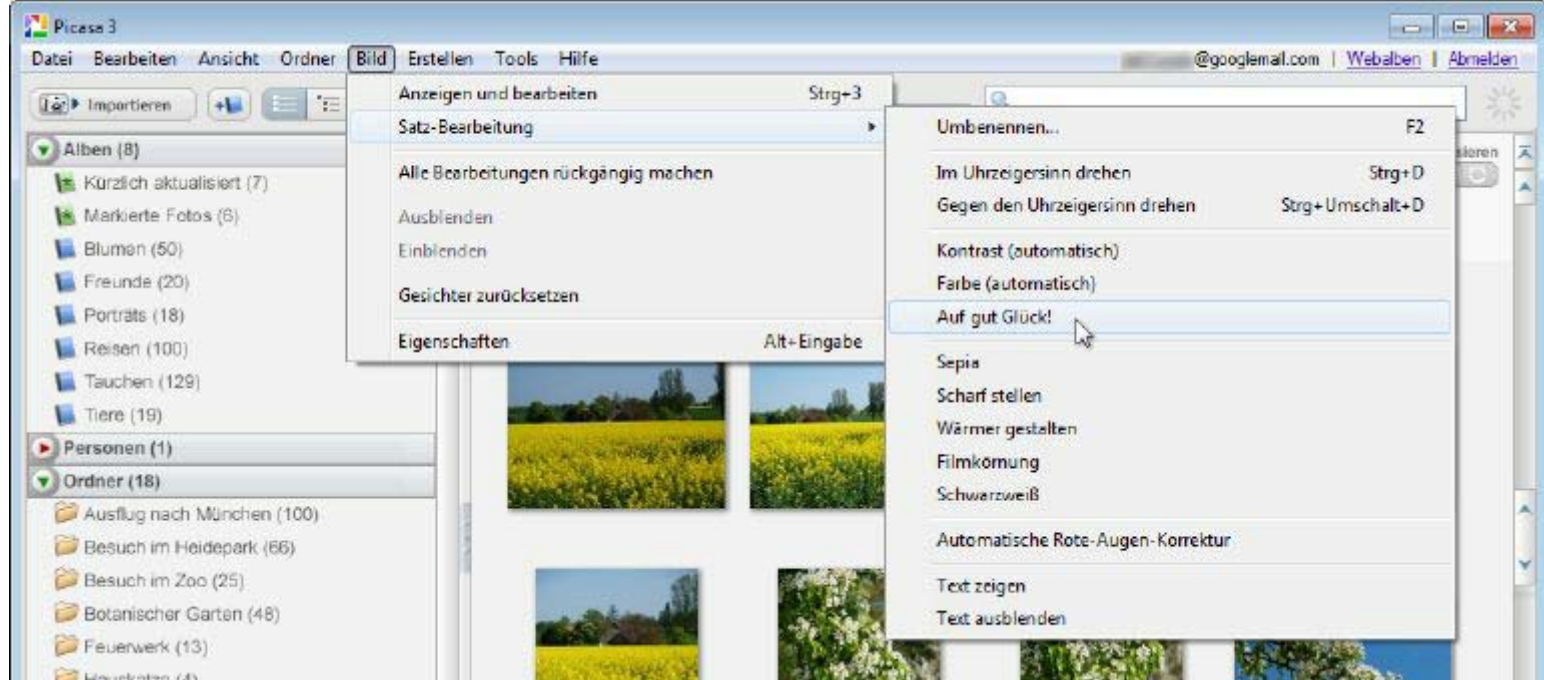 Picasa 3
Datei Bearbeiten Ansicht Ordner Bild Erstellen Tools Hilfe
@googlemail.com | Webalben | Abmelden
Importieren
Anzeigen und bearbeiten Strg+3
Satz-Bearbeitung
Alle Bearbeitungen rückgängig machen
Ausblenden
Einblenden
Gesichter zurücksetzen
Eigenschaften Alt+Eingabe
Umbenennen... F2
Im Uhrzeigersinn drehen Strg+D
Gegen den Uhrzeigersinn drehen Strg+Umschalt+D
Kontrast (automatisch)
Farbe (automatisch)
Auf gut Glück!
Sepia
Scharf stellen
Wärmer gestalten
Filmkörnung
Schwarzweiß
Automatische Rote-Augen-Korrektur
Text zeigen
Text ausblenden
Alben (8)
Kürzlich aktualisiert (7)
Markierte Fotos (6)
Blumen (50)
Freunde (20)
Porträts (18)
Reisen (100)
Tauchen (129)
Tiere (19)
Personen (1)
Ordner (18)
Ausflug nach München (100)
Besuch im Heidepark (66)
Besuch im Zoo (25)
Botanischer Garten (48)
Feuerwerk (13)
Hauskatze (4)